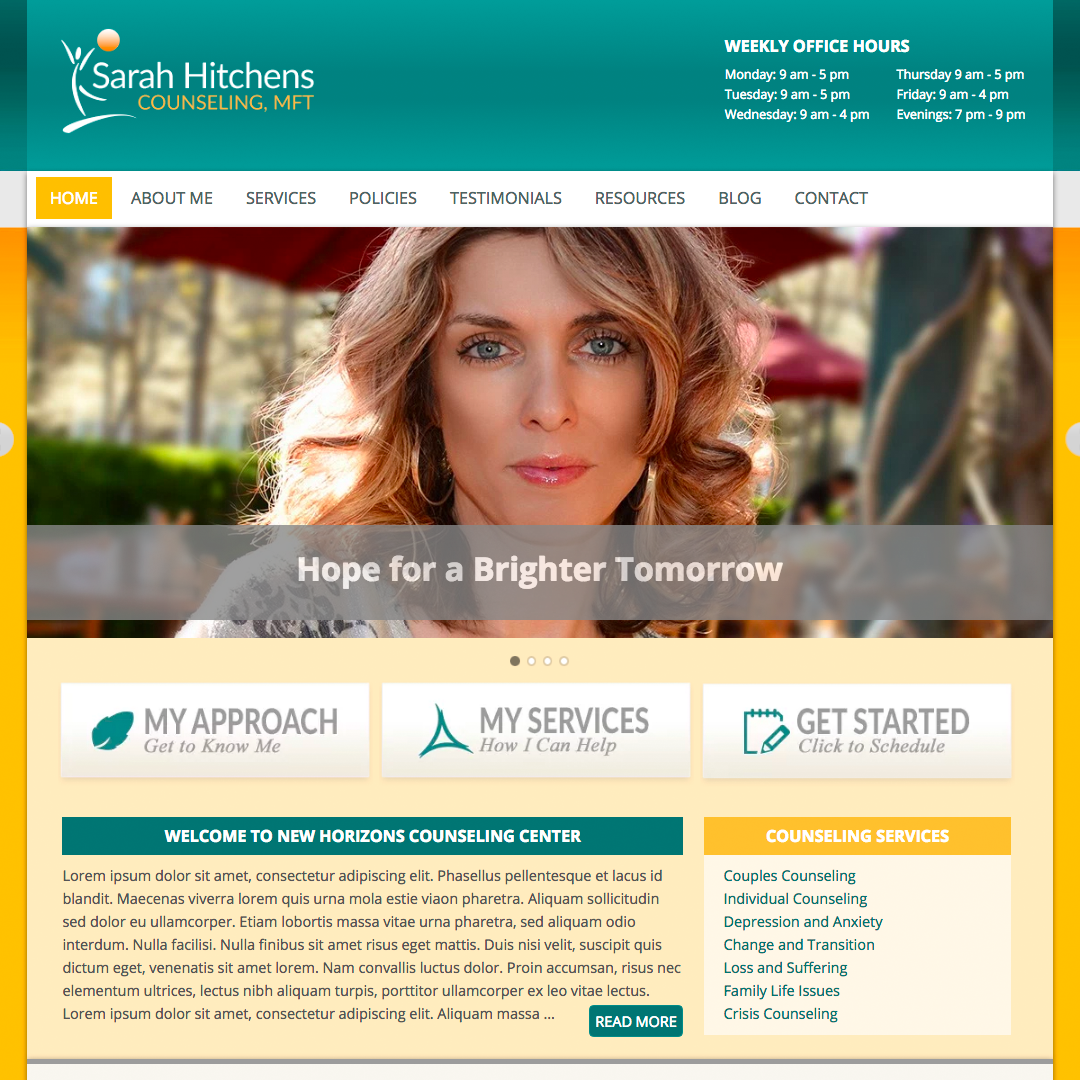 Sarah Hitchens
COUNSELING, MFT
WEEKLY OFFICE HOURS
Monday: 9 am - 5 pm
Tuesday: 9 am - 5 pm
Wednesday: 9 am - 4 pm
Thursday 9 am - 5 pm
Friday: 9 am - 4 pm
Evenings: 7 pm - 9 pm
HOME ABOUT ME SERVICES POLICIES TESTIMONIALS RESOURCES BLOG CONTACT
Hope for a Brighter Tomorrow
MY APPROACH
Get to Know Me
MY SERVICES
How I Can Help
GET STARTED
Click to Schedule
WELCOME TO NEW HORIZONS COUNSELING CENTER
Lorem ipsum dolor sit amet, consectetur adipiscing elit. Phasellus pellentesque et lacus id
blandit. Maecenas viverra lorem quis urna mola estie viaon pharetra. Aliquam sollicitudin
sed dolor eu ullamcorper. Etiam lobortis massa vitae urna pharetra, sed aliquam odio
interdum. Nulla facilisi. Nulla finibus sit amet risus eget mattis. Duis nisi velit, suscipit quis
dictum eget, venenatis sit amet lorem. Nam convallis luctus dolor. Proin accumsan, risus nec
elementum ultrices, lectus nibh aliquam turpis, porttitor ullamcorper ex leo vitae lectus.
Lorem ipsum dolor sit amet, consectetur adipiscing elit. Aliquam massa ...
READ MORE
COUNSELING SERVICES
Couples Counseling
Individual Counseling
Depression and Anxiety
Change and Transition
Loss and Suffering
Family Life Issues
Crisis Counseling